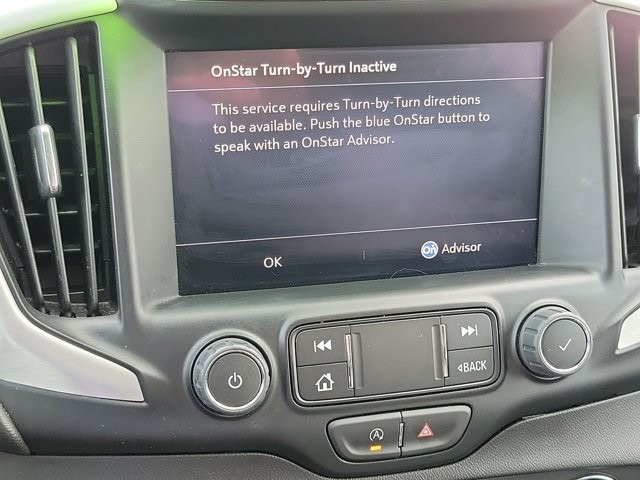 OnStar Turn-by-Turn Inactive
This service requires Turn-by-Turn directions
to be available. Push the blue OnStar button to
speak with an OnStar Advisor.
OK
On Advisor
BACK
A